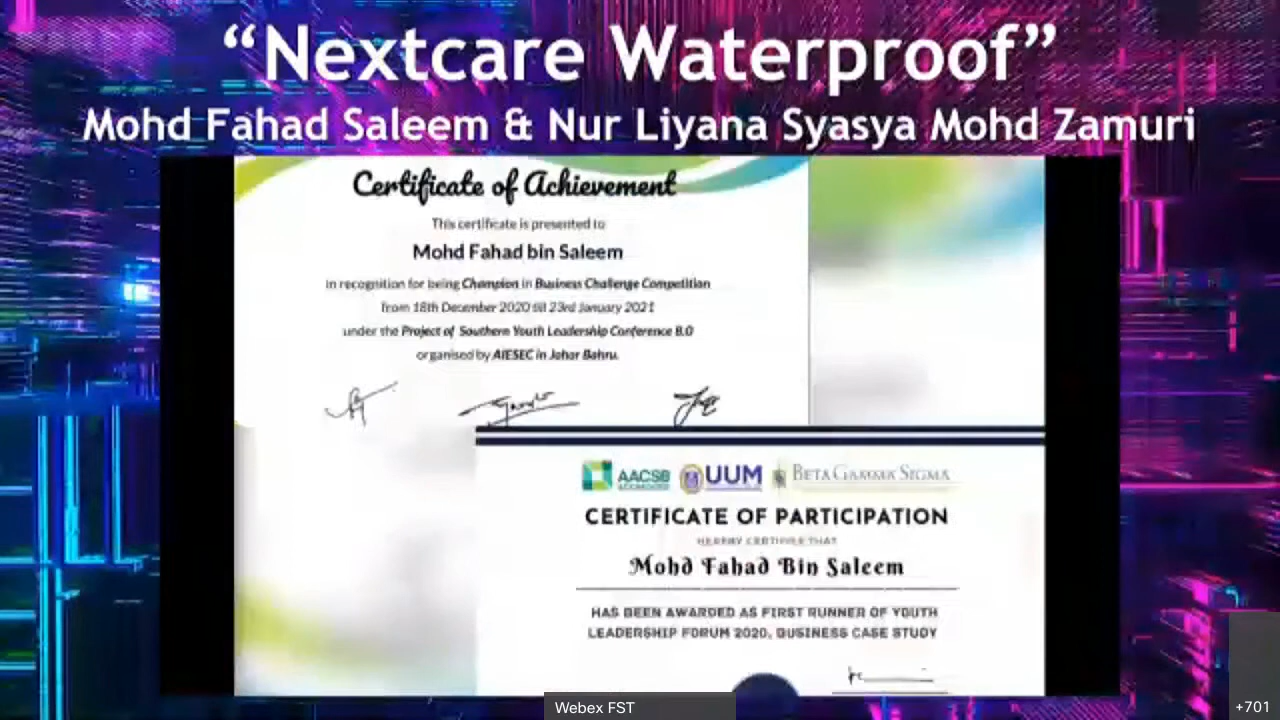 “Nextcare Waterproof”
Mohd Fahad Saleem & Nur Liyana Syasya Mohd Zamuri
Certificate of Achievement
This certificate is presented to
Mohd Fahad bin Saleem
in recognition for being Champion in Business Challenge Competition
from 18th December 2020 till 23rd January 2021
under the Project of Southern Youth Leadership Conference 8.0
organised by AIESEC in Johor Bahru.
AACSB UUM BETA GAMMA SIGMA
ACCREDITED
CERTIFICATE OF PARTICIPATION
HEREBY CERTIFIES THAT
Mohd Fahad Bin Saleem
HAS BEEN AWARDED AS FIRST RUNNER OF YOUTH
LEADERSHIP FORUM 2020, BUSINESS CASE STUDY
Webex FST
+701